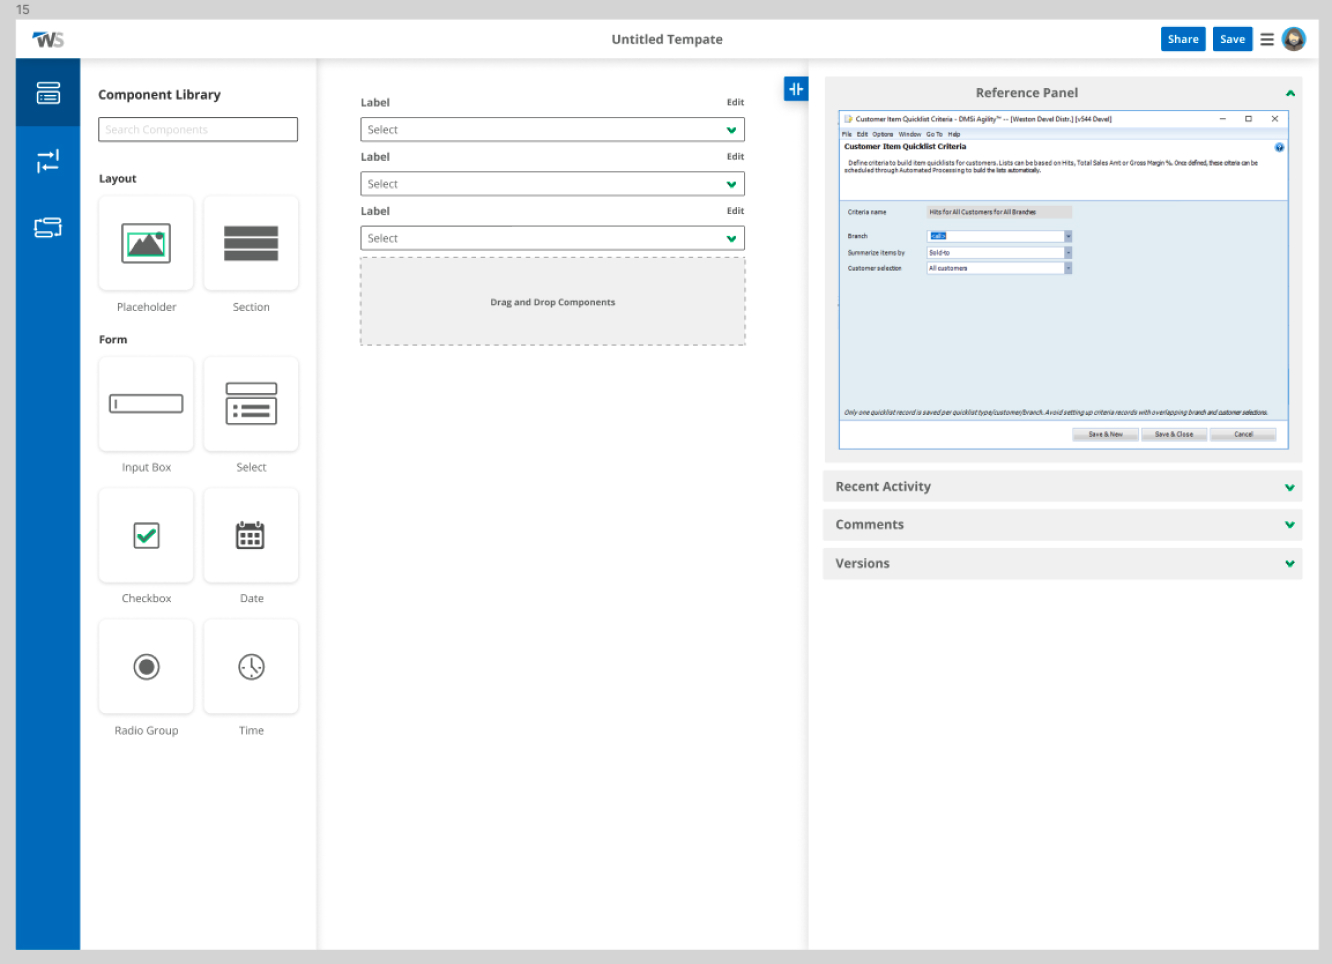 15
WS
Untitled Tempate
Share
Save
Component Library
Search Components
Layout
Placeholder
Section
Form
Input Box
Select
Checkbox
Date
Radio Group
Time
Label Edit
Select
Label Edit
Select
Label Edit
Select
Drag and Drop Components
Reference Panel
Customer Item Quicklist Criteria - DMSi Agility™ -- [Weston Devel Distr.] [v544 Devel]
File Edit Options Window Go To Help
Customer Item Quicklist Criteria
Define criteria to build item quicklists for customers. Lists can be based on Hits, Total Sales Amt or Gross Margin %. Once defined, these criteria can be
scheduled through Automated Processing to build the lists automatically.
Criteria name Hits for All Customers for All Branches
Branch <all>
Summarize items by Sold-to
Customer selection All customers
Only one quicklist record is saved per quicklist type/customer/branch. Avoid setting up criteria records with overlapping branch and customer selections.
Save & New Save & Close Cancel
Recent Activity
Comments
Versions